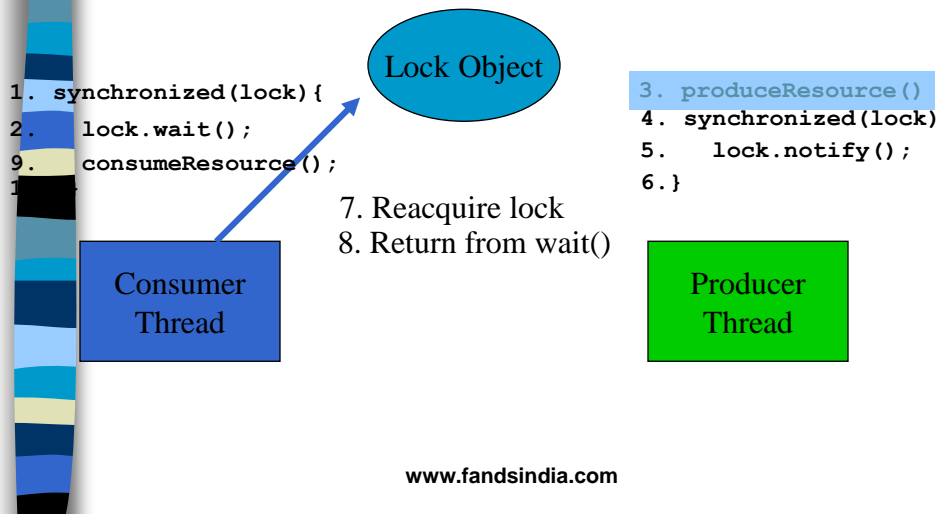 Lock Object
1. synchronized(lock){
2. lock.wait();
9. consumeResource();
3. produceResource()
4. synchronized(lock)
5. lock.notify();
6.}
7. Reacquire lock
8. Return from wait()
Consumer
Thread
Producer
Thread
www.fandsindia.com